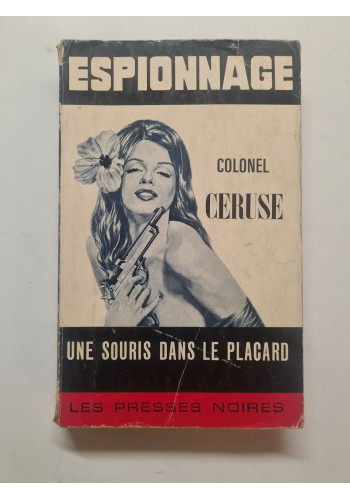 ESPIONNAGE
COLONEL
CERUSE
UNE SOURIS DANS LE PLACARD
LES PRESSES NOIRES